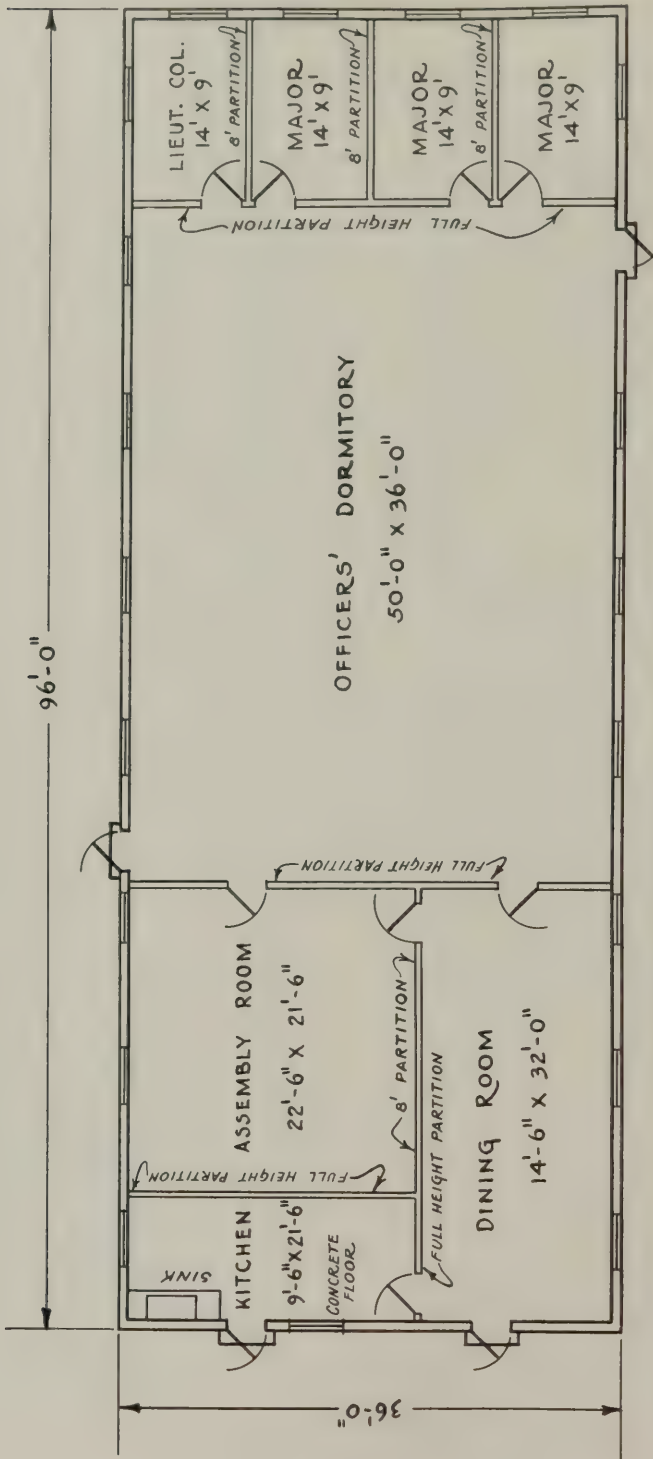 96'-0"
36'-0"
LIEUT. COL.
14' X 9'
8' PARTITION
MAJOR
14' X 9'
8' PARTITION
MAJOR
14' X 9'
8' PARTITION
MAJOR
14' X 9'
FULL HEIGHT PARTITION
OFFICERS' DORMITORY
50'-0" X 36'-0"
FULL HEIGHT PARTITION
ASSEMBLY ROOM
22'-6" X 21'-6"
8' PARTITION
FULL HEIGHT PARTITION
FULL HEIGHT PARTITION
SINK
KITCHEN
9'-6" X 21'-6"
CONCRETE
FLOOR
DINING ROOM
14'-6" X 32'-0"